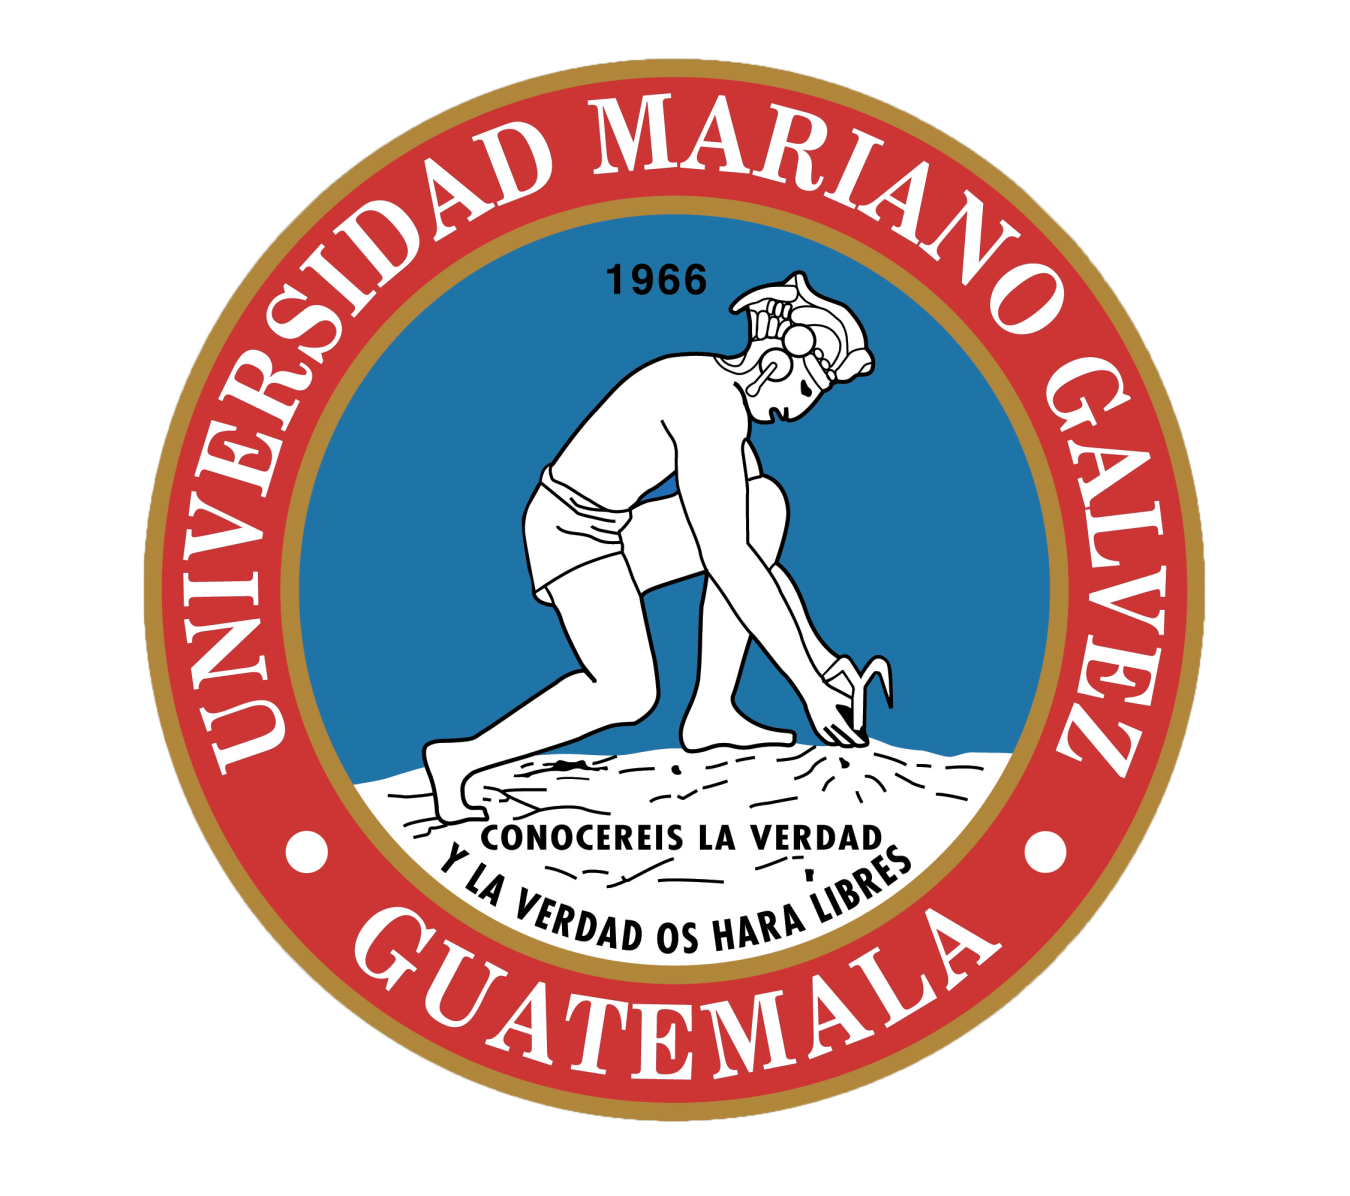 UNIVERSIDAD MARIANO GALVEZ
1966
CONOCEREIS LA VERDAD
Y LA VERDAD OS HARA LIBRES
GUATEMALA